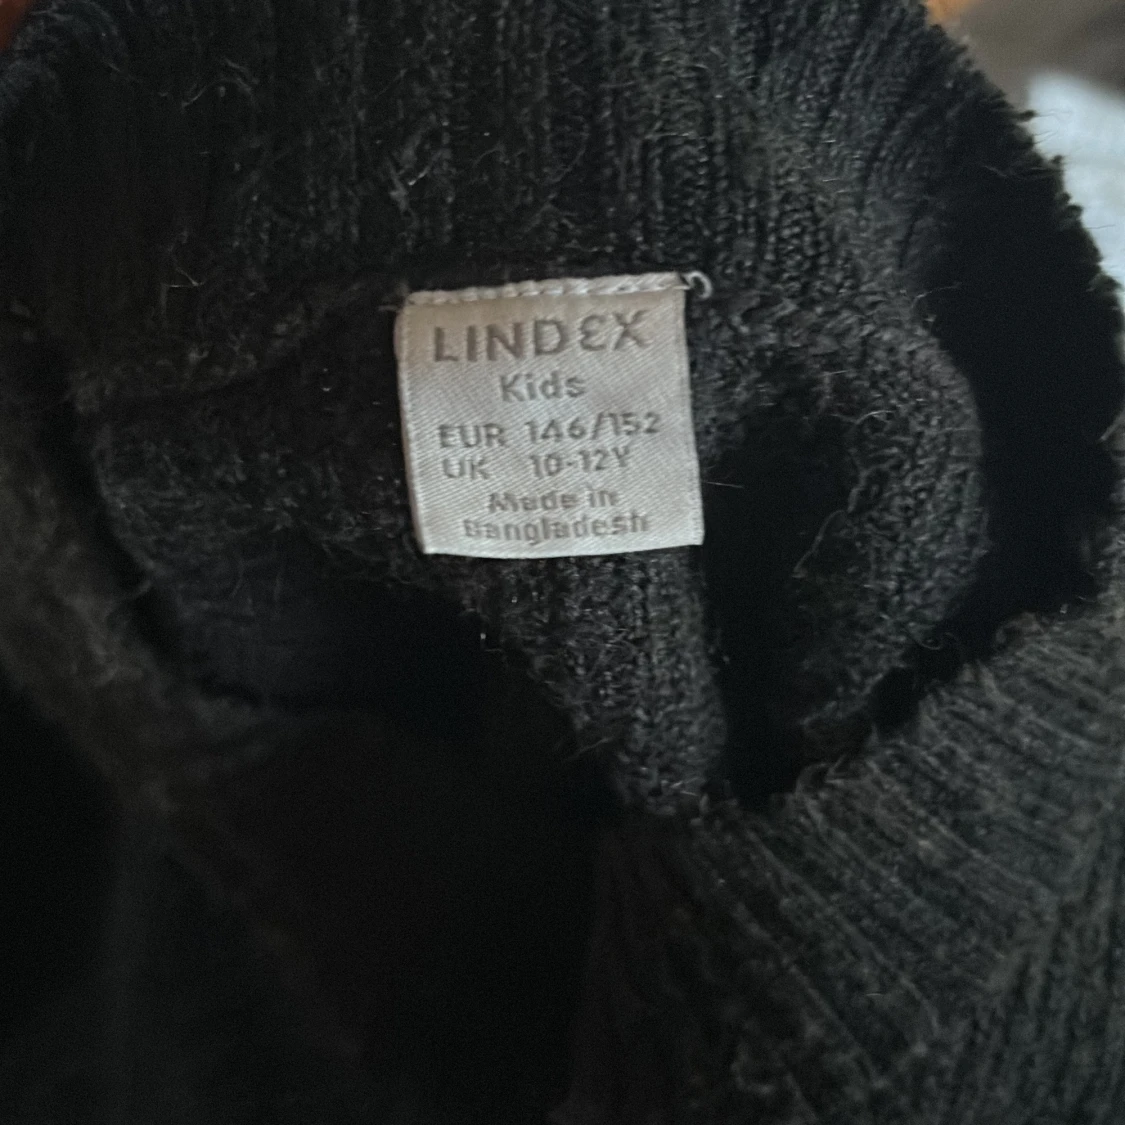 LINDEX
Kids
EUR 146/152
UK 10-12Y
Made in
Bangladesh